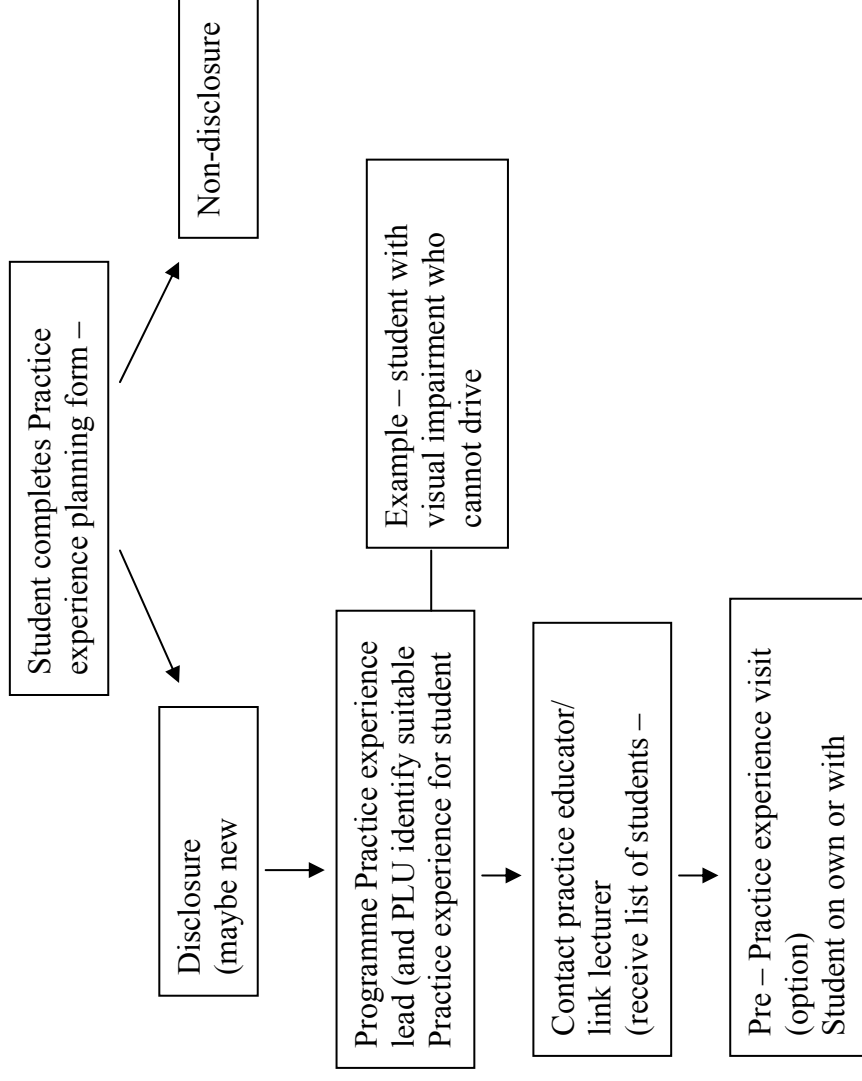 Student completes Practice
experience planning form –
Disclosure
(maybe new
Non-disclosure
Programme Practice experience
lead (and PLU identify suitable
Practice experience for student
Example – student with
visual impairment who
cannot drive
Contact practice educator/
link lecturer
(receive list of students –
Pre – Practice experience visit
(option)
Student on own or with